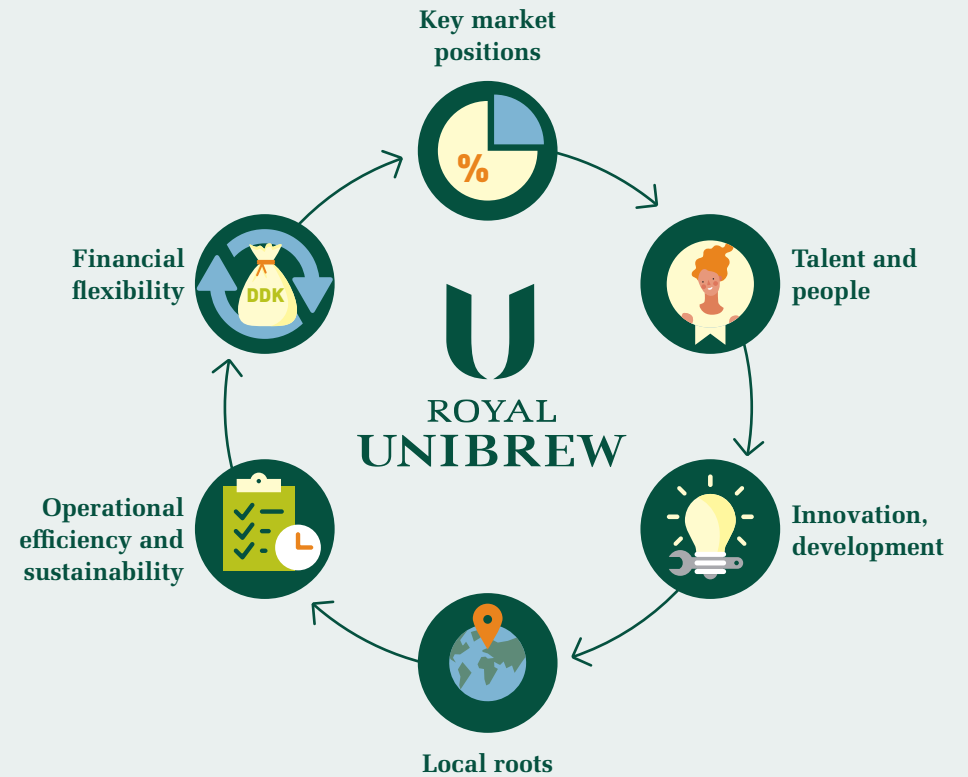 Key market
positions
%
Talent and
people
Innovation,
development
Local roots
Operational
efficiency and
sustainability
Financial
flexibility
DDK
ROYAL
UNIBREW